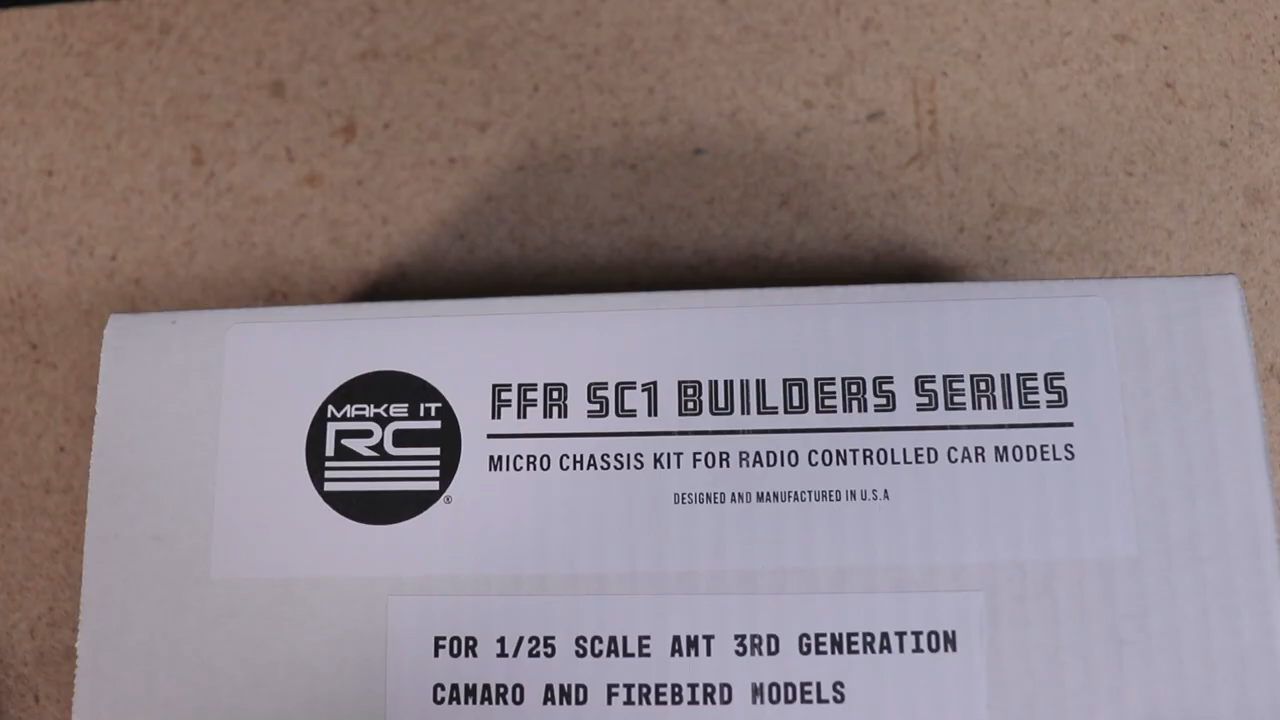 MAKE IT
RC
®
FFR SC1 BUILDERS SERIES
MICRO CHASSIS KIT FOR RADIO CONTROLLED CAR MODELS
DESIGNED AND MANUFACTURED IN U.S.A
FOR 1/25 SCALE AMT 3RD GENERATION
CAMARO AND FIREBIRD MODELS